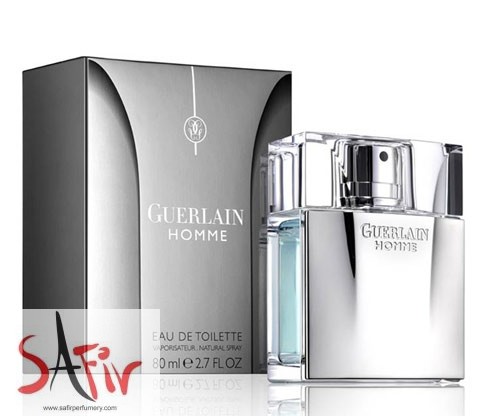 GUERLAIN
HOMME
EAU DE TOILETTE
VAPORISATEUR . NATURAL SPRAY
80 ml e 2.7 FL OZ
GUERLAIN
HOMME
SAFir
www.safirperfumery.com